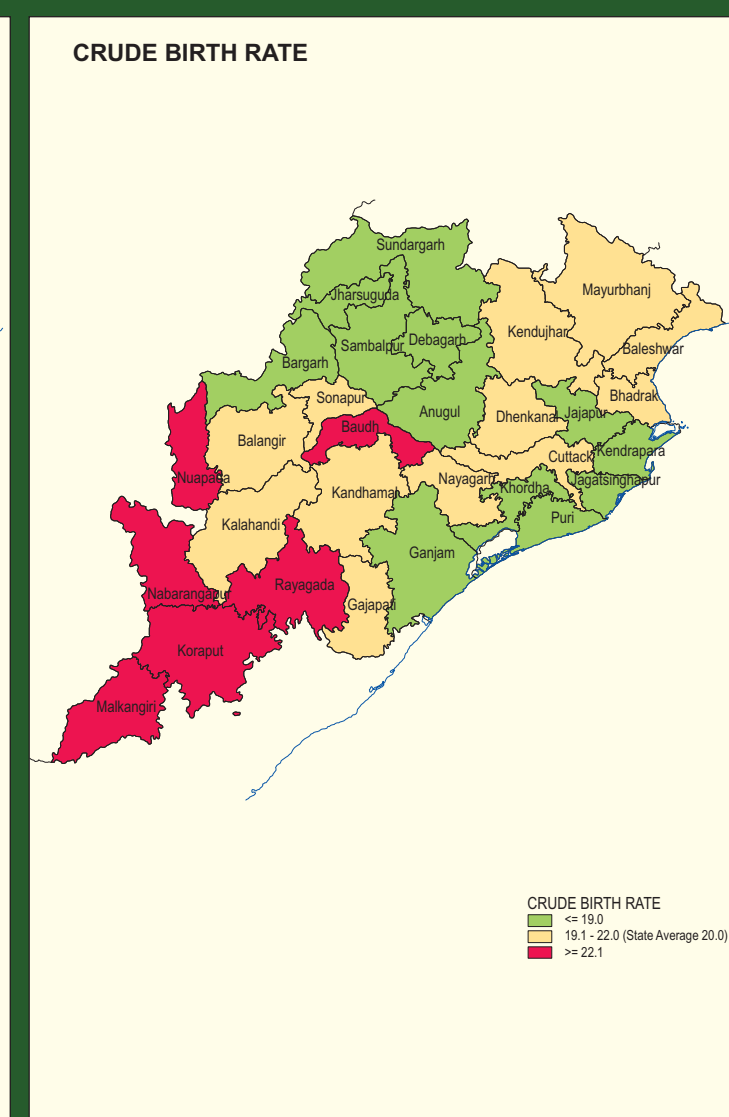 CRUDE BIRTH RATE
Sundargarh
Mayurbhanj
Jharsuguda
Kendujhar
Debagarh
Sambalpur
Baleshwar
Bargarh
Bhadrak
Sonapur
Anugul
Jajapur
Dhenkanal
Baudh
Balangir
Kendrapara
Cuttack
Nuapada
Nayagarh
Jagatsinghapur
Khordha
Kandhamal
Puri
Kalahandi
Ganjam
Rayagada
Nabarangapur
Gajapati
Koraput
Malkangiri
CRUDE BIRTH RATE
<= 19.0
19.1 - 22.0 (State Average 20.0)
>= 22.1